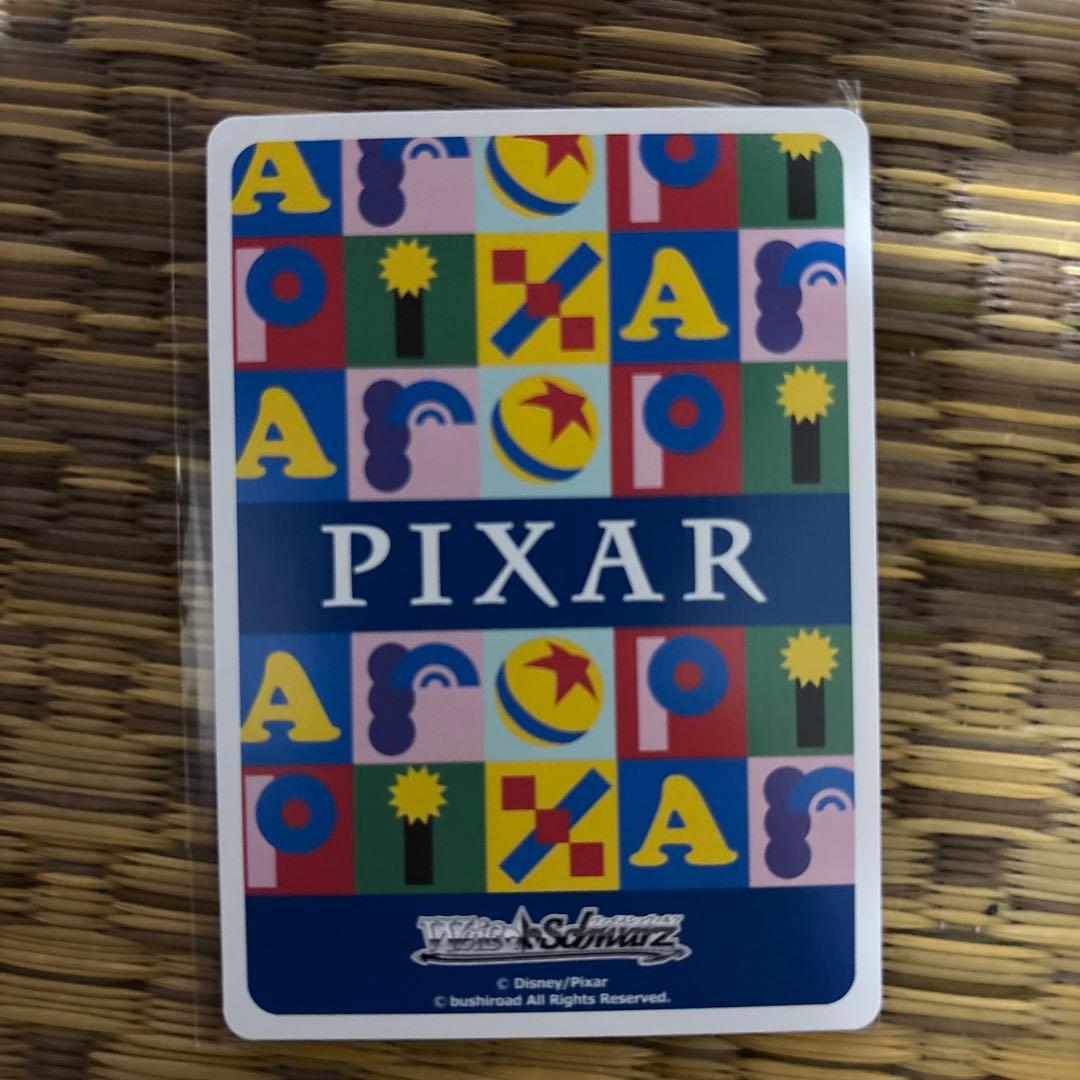 A r P i
P i X A r
A r P i
PIXAR
A r P i
P i X A r
Weiß Schwarz
© Disney/Pixar
© bushiroad All Rights Reserved.